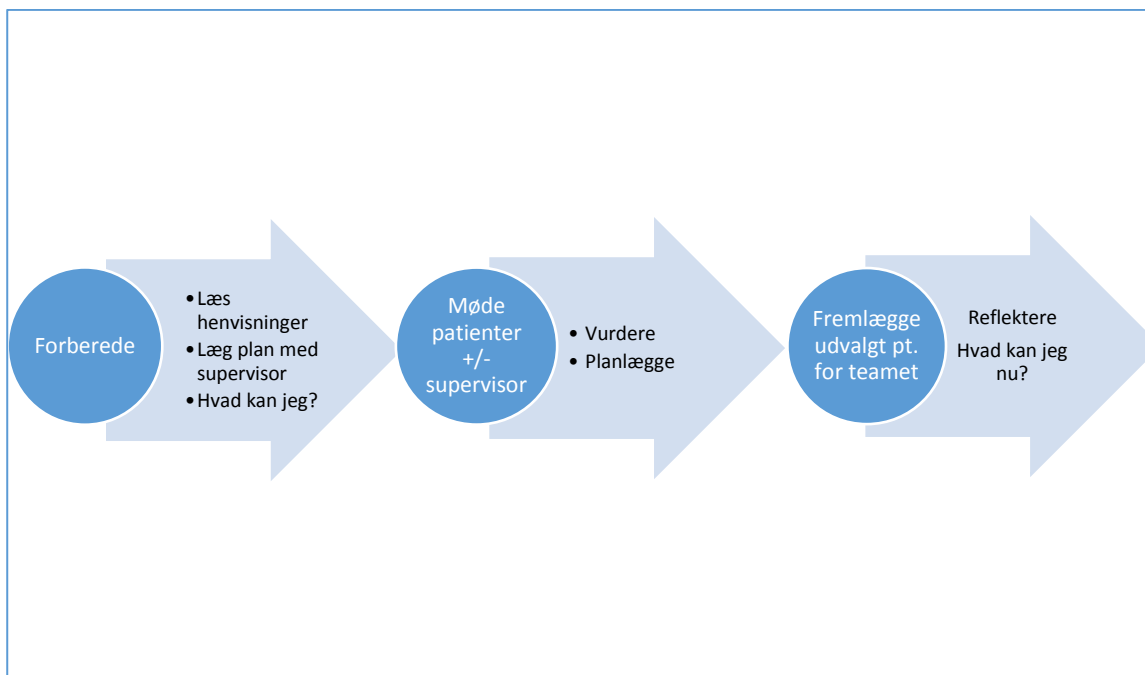 Forberede
•Læs
henvisninger
•Læg plan med
supervisor
•Hvad kan jeg?
Møde
patienter
+/-
supervisor
• Vurdere
• Planlægge
Fremlægge
udvalgt pt.
for teamet
Reflektere
Hvad kan jeg
nu?